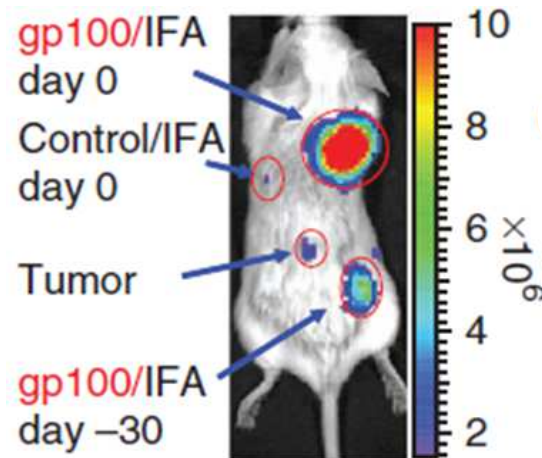 gp100/IFA
day 0
Control/IFA
day 0
Tumor
gp100/IFA
day –30
10
8
6
4
2
×10⁶